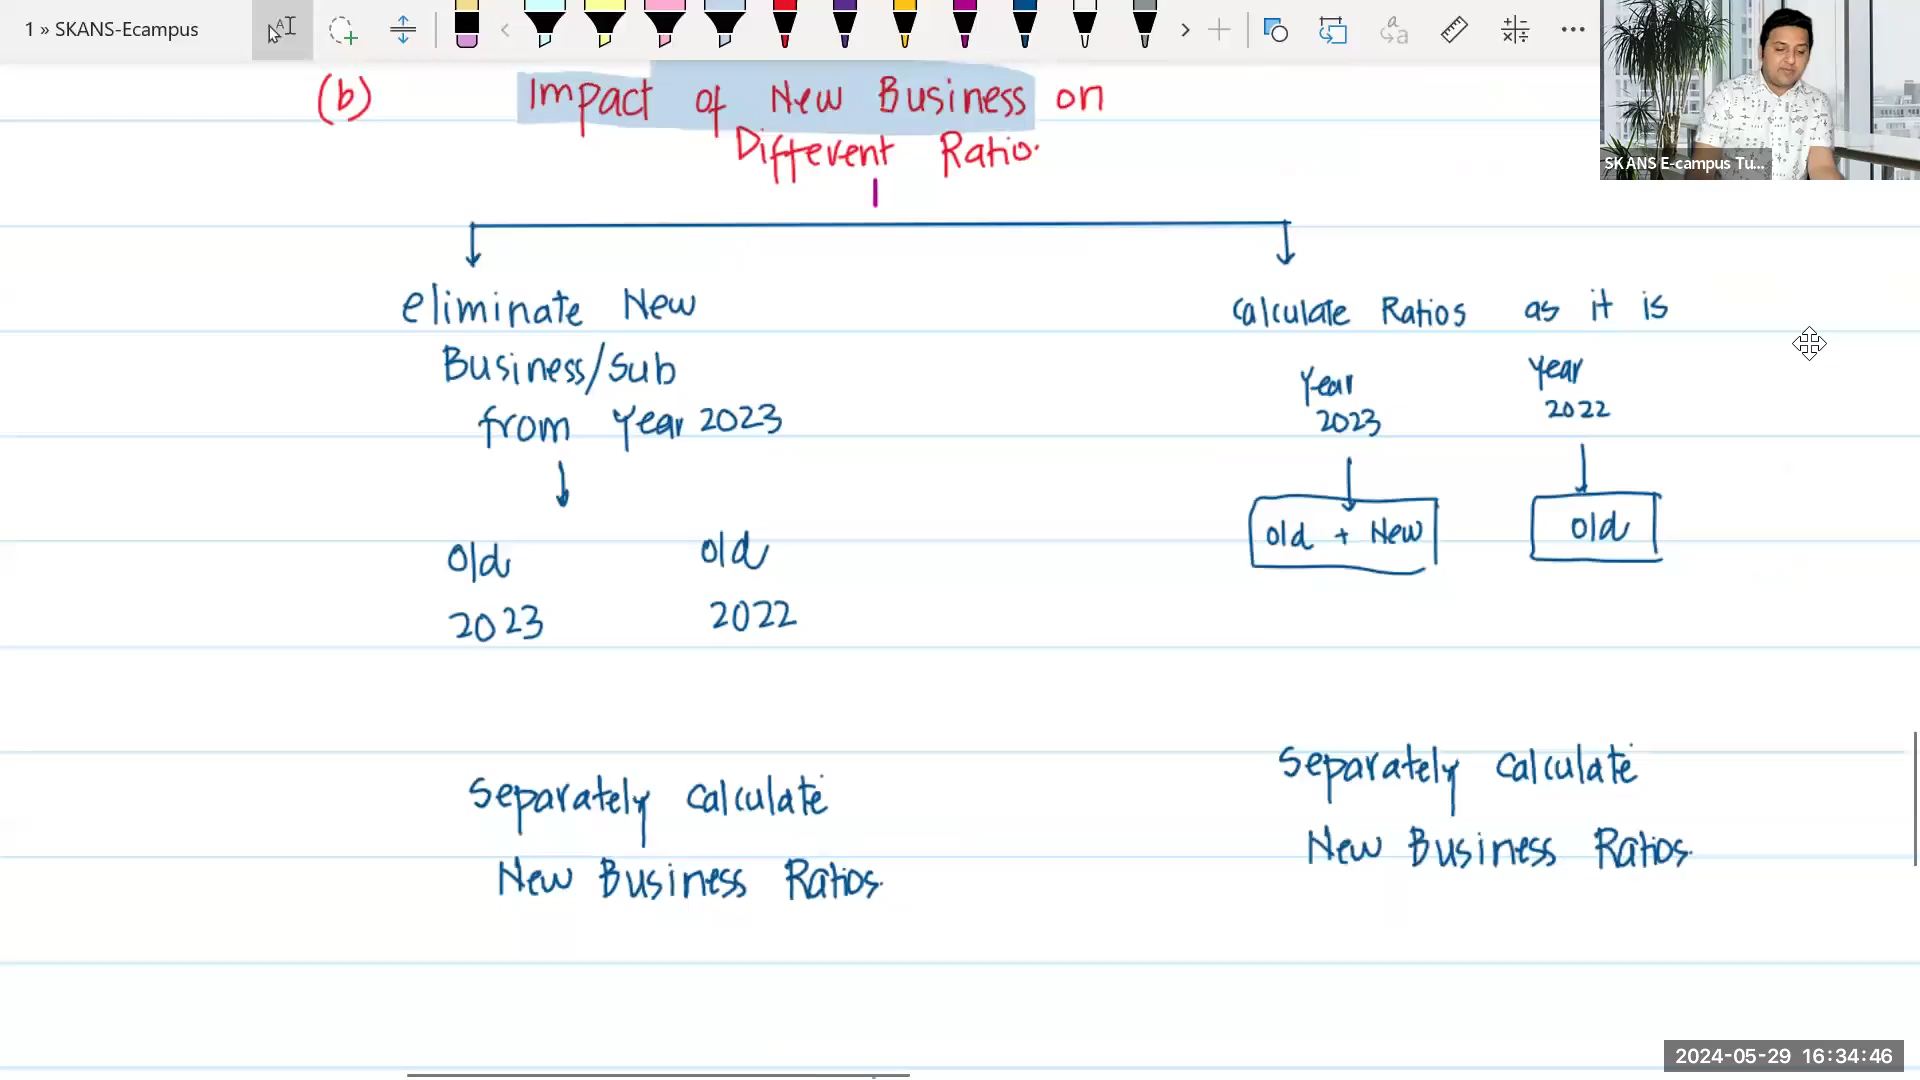 1 » SKANS-Ecampus
SKANS E-campus Tu...
(b) Impact of New Business on
Different Ratio.
eliminate New
Business/Sub
from Year 2023
Old Old
2023 2022
Separately Calculate
New Business Ratios.
Calculate Ratios as it is
Year Year
2023 2022
Old + New Old
Separately Calculate
New Business Ratios.
2024-05-29 16:34:46